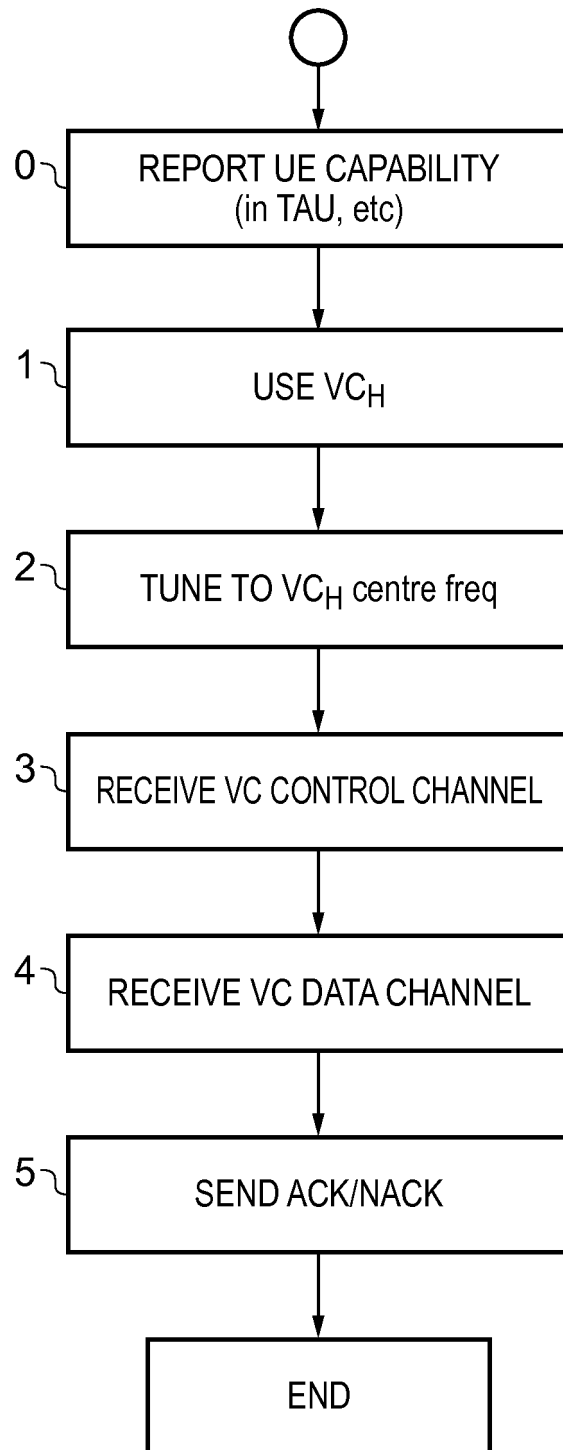 0
REPORT UE CAPABILITY
(in TAU, etc)
1
USE VCH
2
TUNE TO VCH centre freq
3
RECEIVE VC CONTROL CHANNEL
4
RECEIVE VC DATA CHANNEL
5
SEND ACK/NACK
END